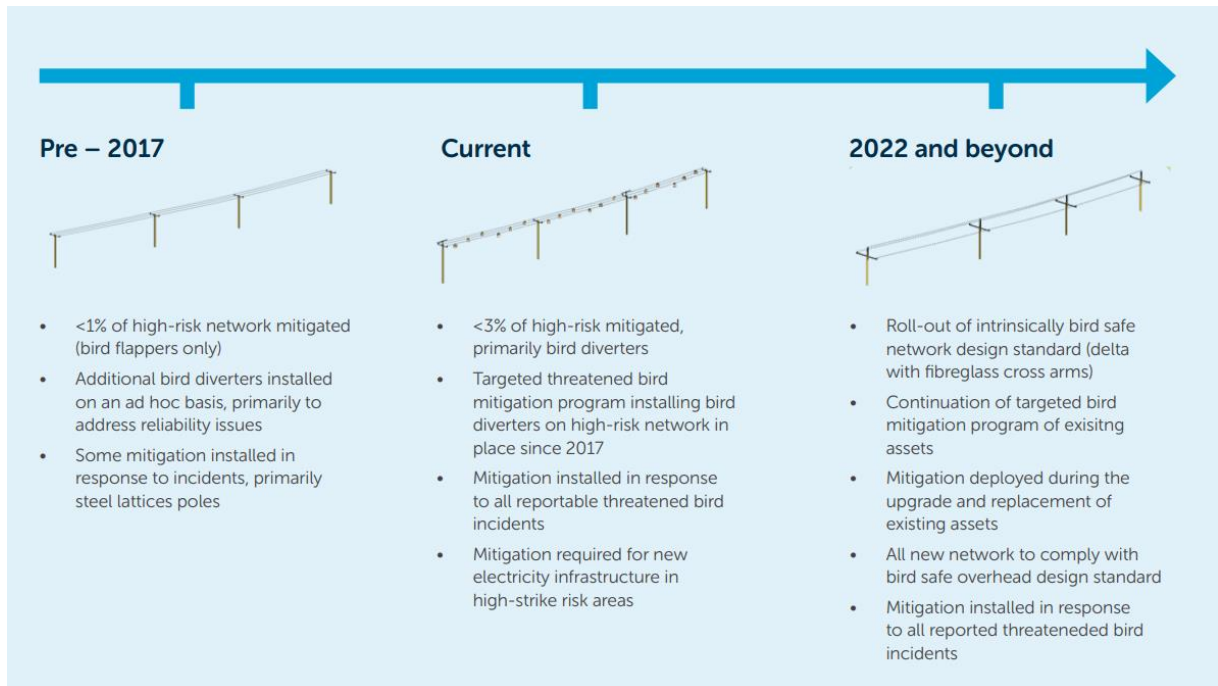 Pre – 2017
• <1% of high-risk network mitigated
(bird flappers only)
• Additional bird diverters installed
on an ad hoc basis, primarily to
address reliability issues
• Some mitigation installed in
response to incidents, primarily
steel lattices poles
Current
• <3% of high-risk mitigated,
primarily bird diverters
• Targeted threatened bird
mitigation program installing bird
diverters on high-risk network in
place since 2017
• Mitigation installed in response
to all reportable threatened bird
incidents
• Mitigation required for new
electricity infrastructure in
high-strike risk areas
2022 and beyond
• Roll-out of intrinsically bird safe
network design standard (delta
with fibreglass cross arms)
• Continuation of targeted bird
mitigation program of exisitng
assets
• Mitigation deployed during the
upgrade and replacement of
existing assets
• All new network to comply with
bird safe overhead design standard
• Mitigation installed in response
to all reported threateneded bird
incidents